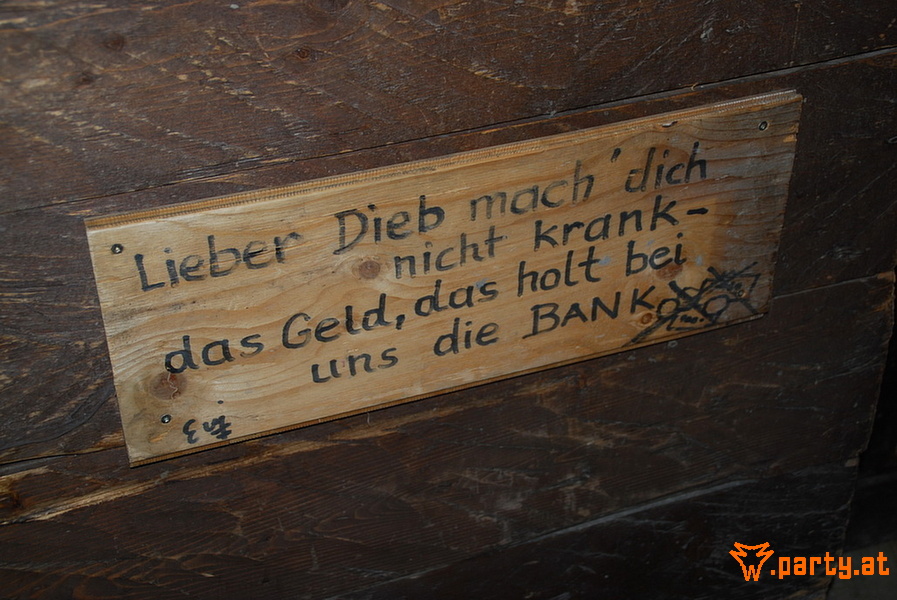 Lieber Dieb mach' dich
nicht krank-
das Geld, das holt bei
uns die BANK
.party.at